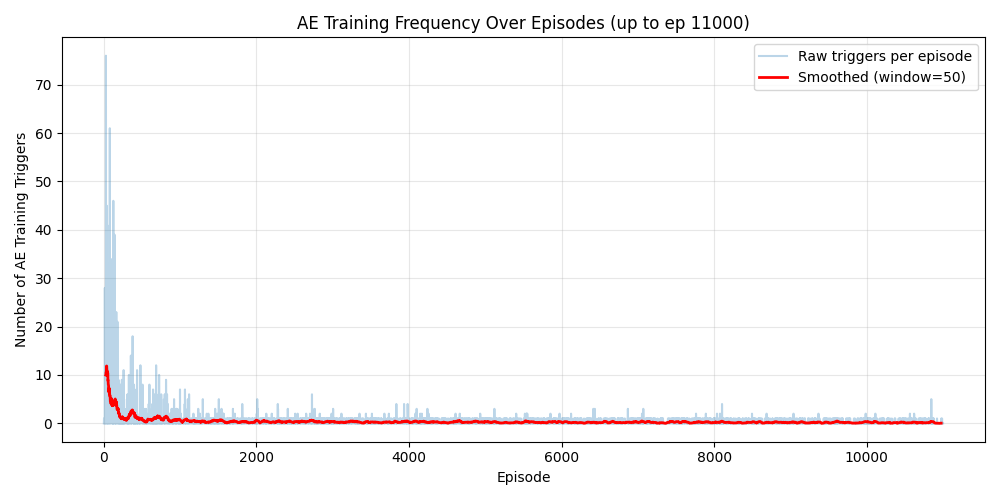 AE Training Frequency Over Episodes (up to ep 11000)
Raw triggers per episode
Smoothed (window=50)
Number of AE Training Triggers
70
60
50
40
30
20
10
0
0 2000 4000 6000 8000 10000
Episode